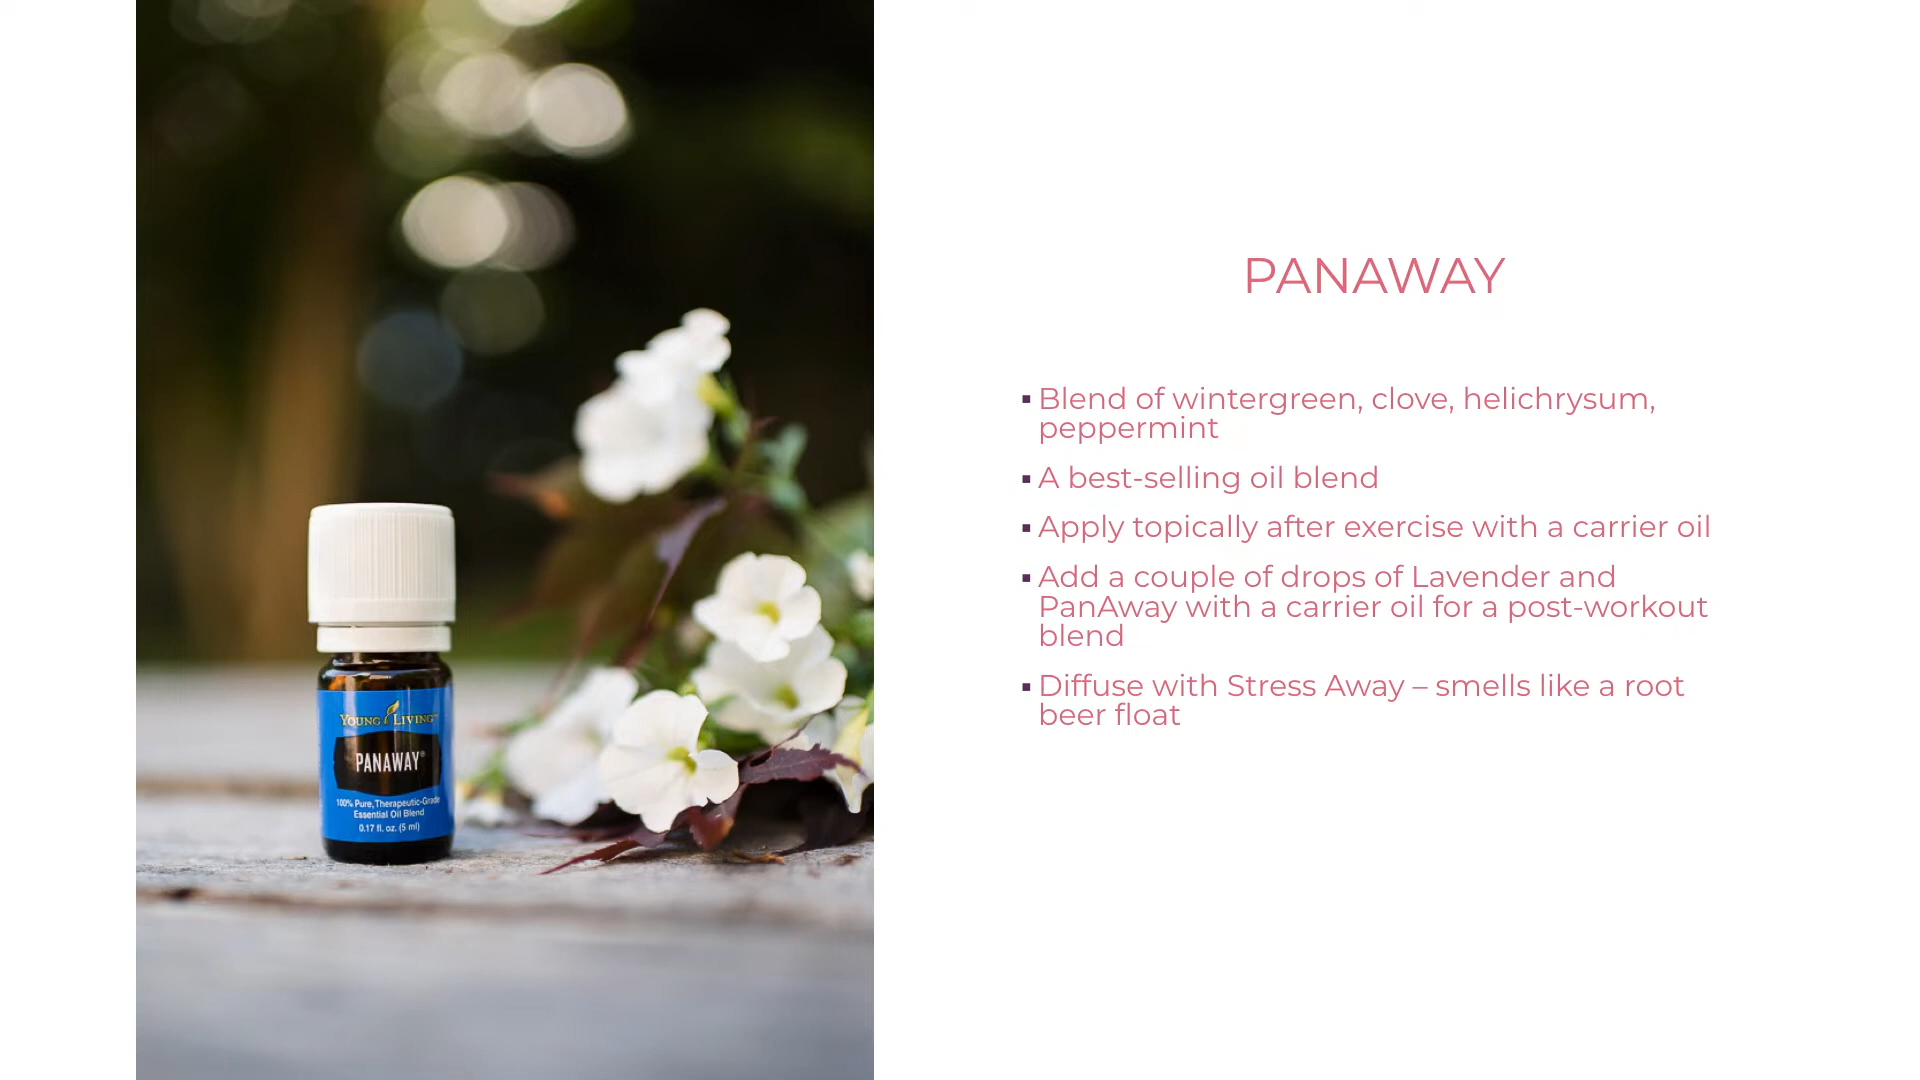 YOUNG LIVING™
PANAWAY®
100% Pure, Therapeutic-Grade
Essential Oil Blend
0.17 fl. oz. (5 ml)
PANAWAY
▪ Blend of wintergreen, clove, helichrysum,
peppermint
▪ A best-selling oil blend
▪ Apply topically after exercise with a carrier oil
▪ Add a couple of drops of Lavender and
PanAway with a carrier oil for a post-workout
blend
▪ Diffuse with Stress Away – smells like a root
beer float